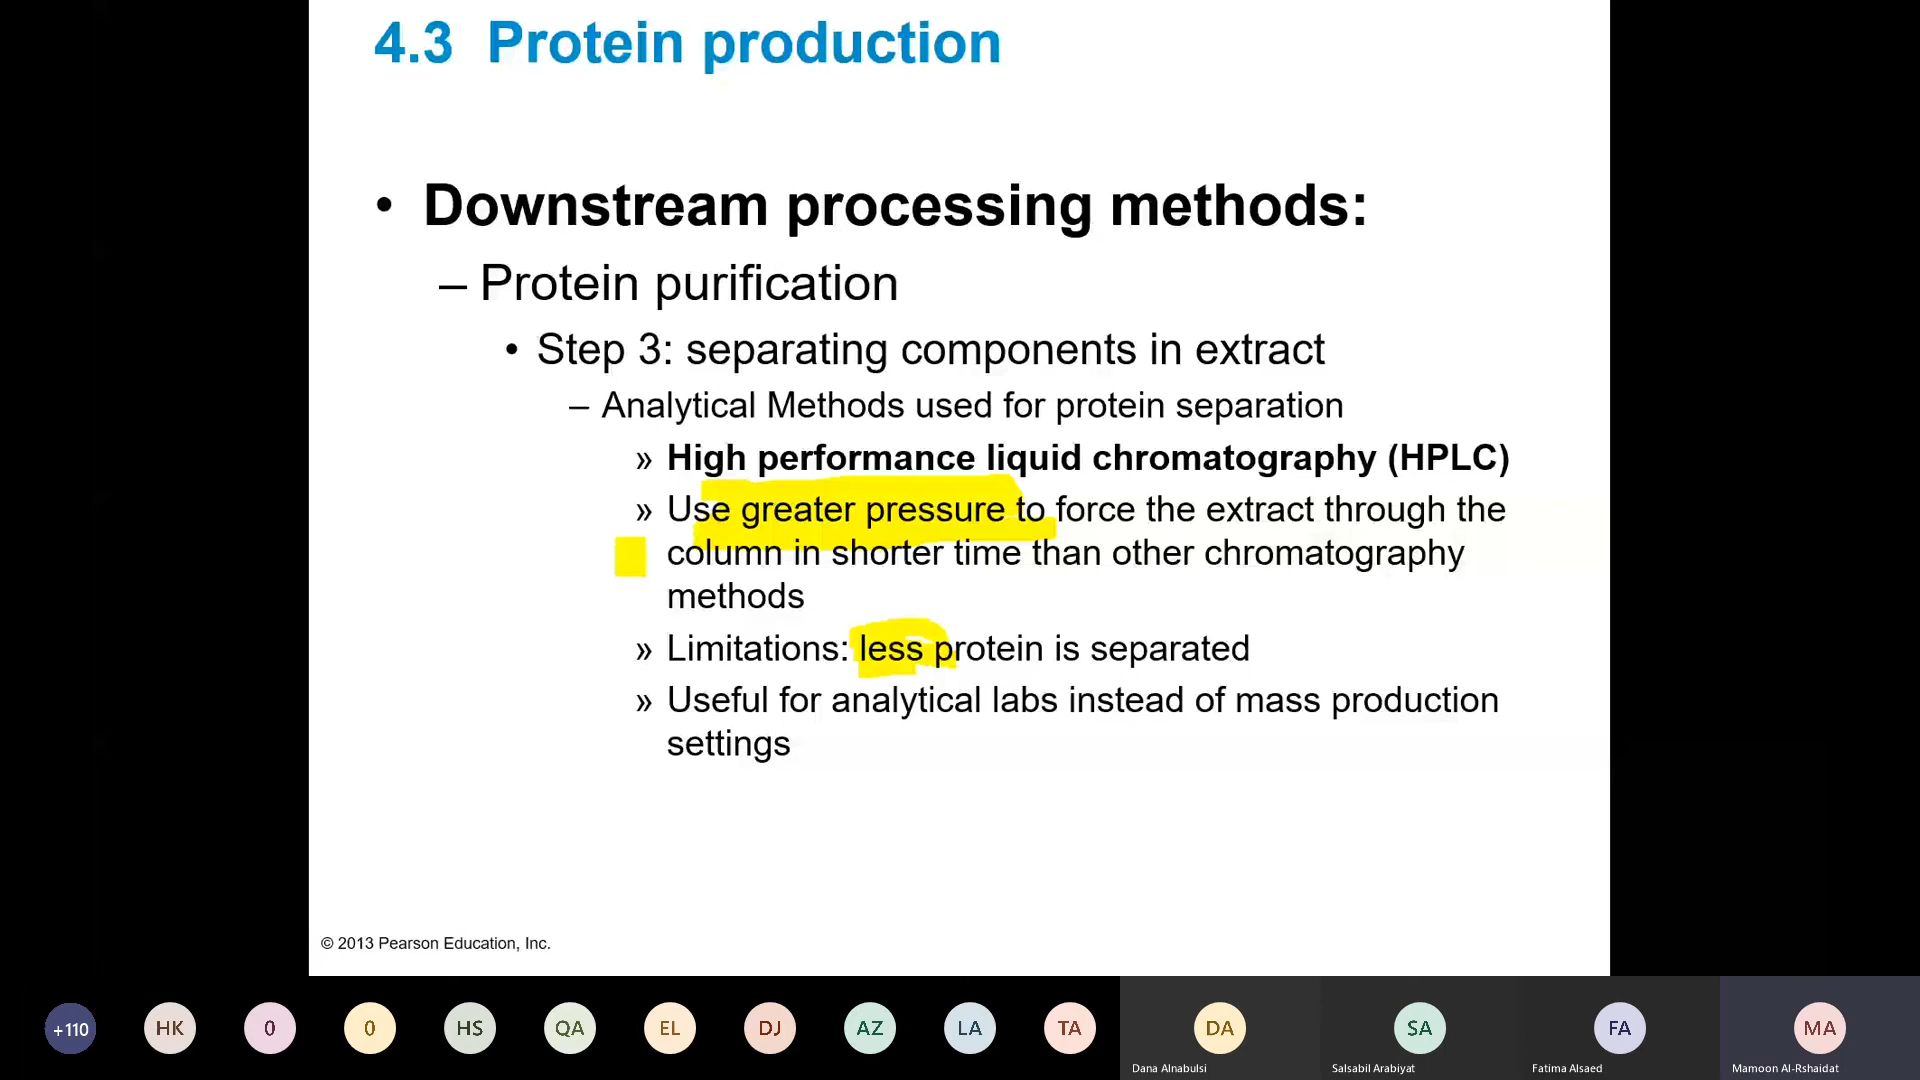 4.3 Protein production
• Downstream processing methods:
– Protein purification
• Step 3: separating components in extract
– Analytical Methods used for protein separation
» High performance liquid chromatography (HPLC)
» Use greater pressure to force the extract through the
column in shorter time than other chromatography
methods
» Limitations: less protein is separated
» Useful for analytical labs instead of mass production
settings
© 2013 Pearson Education, Inc.
+110 HK 0 0 HS QA EL DJ AZ LA TA DA SA FA MA
Dana Alnabulsi Salsabil Arabiyat Fatima Alsaed Mamoon Al-Rshaidat